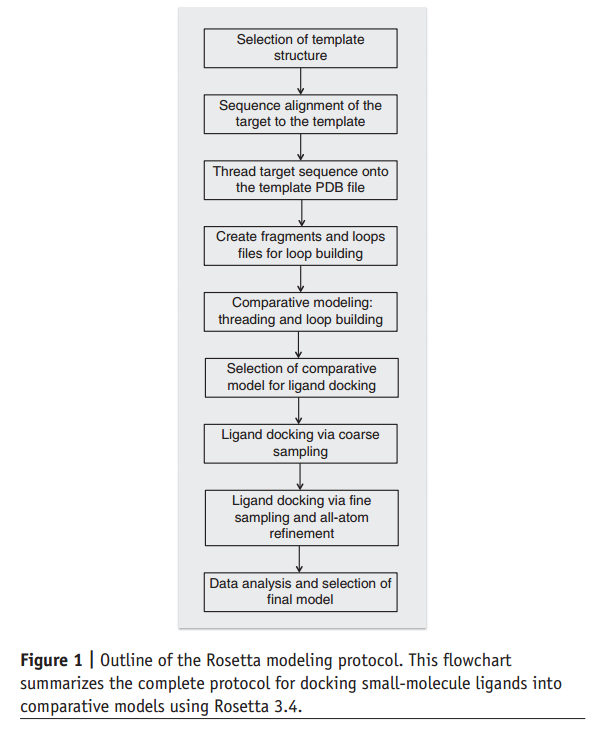 Selection of template
structure
Sequence alignment of the
target to the template
Thread target sequence onto
the template PDB file
Create fragments and loops
files for loop building
Comparative modeling:
threading and loop building
Selection of comparative
model for ligand docking
Ligand docking via coarse
sampling
Ligand docking via fine
sampling and all-atom
refinement
Data analysis and selection of
final model
Figure 1 | Outline of the Rosetta modeling protocol. This flowchart
summarizes the complete protocol for docking small-molecule ligands into
comparative models using Rosetta 3.4.